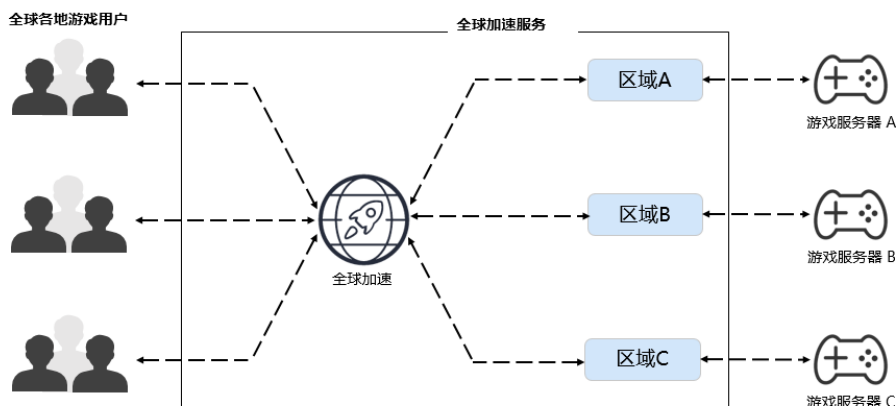 全球各地游戏用户
全球加速服务
区域A
游戏服务器 A
区域B
全球加速
游戏服务器 B
区域C
游戏服务器 C